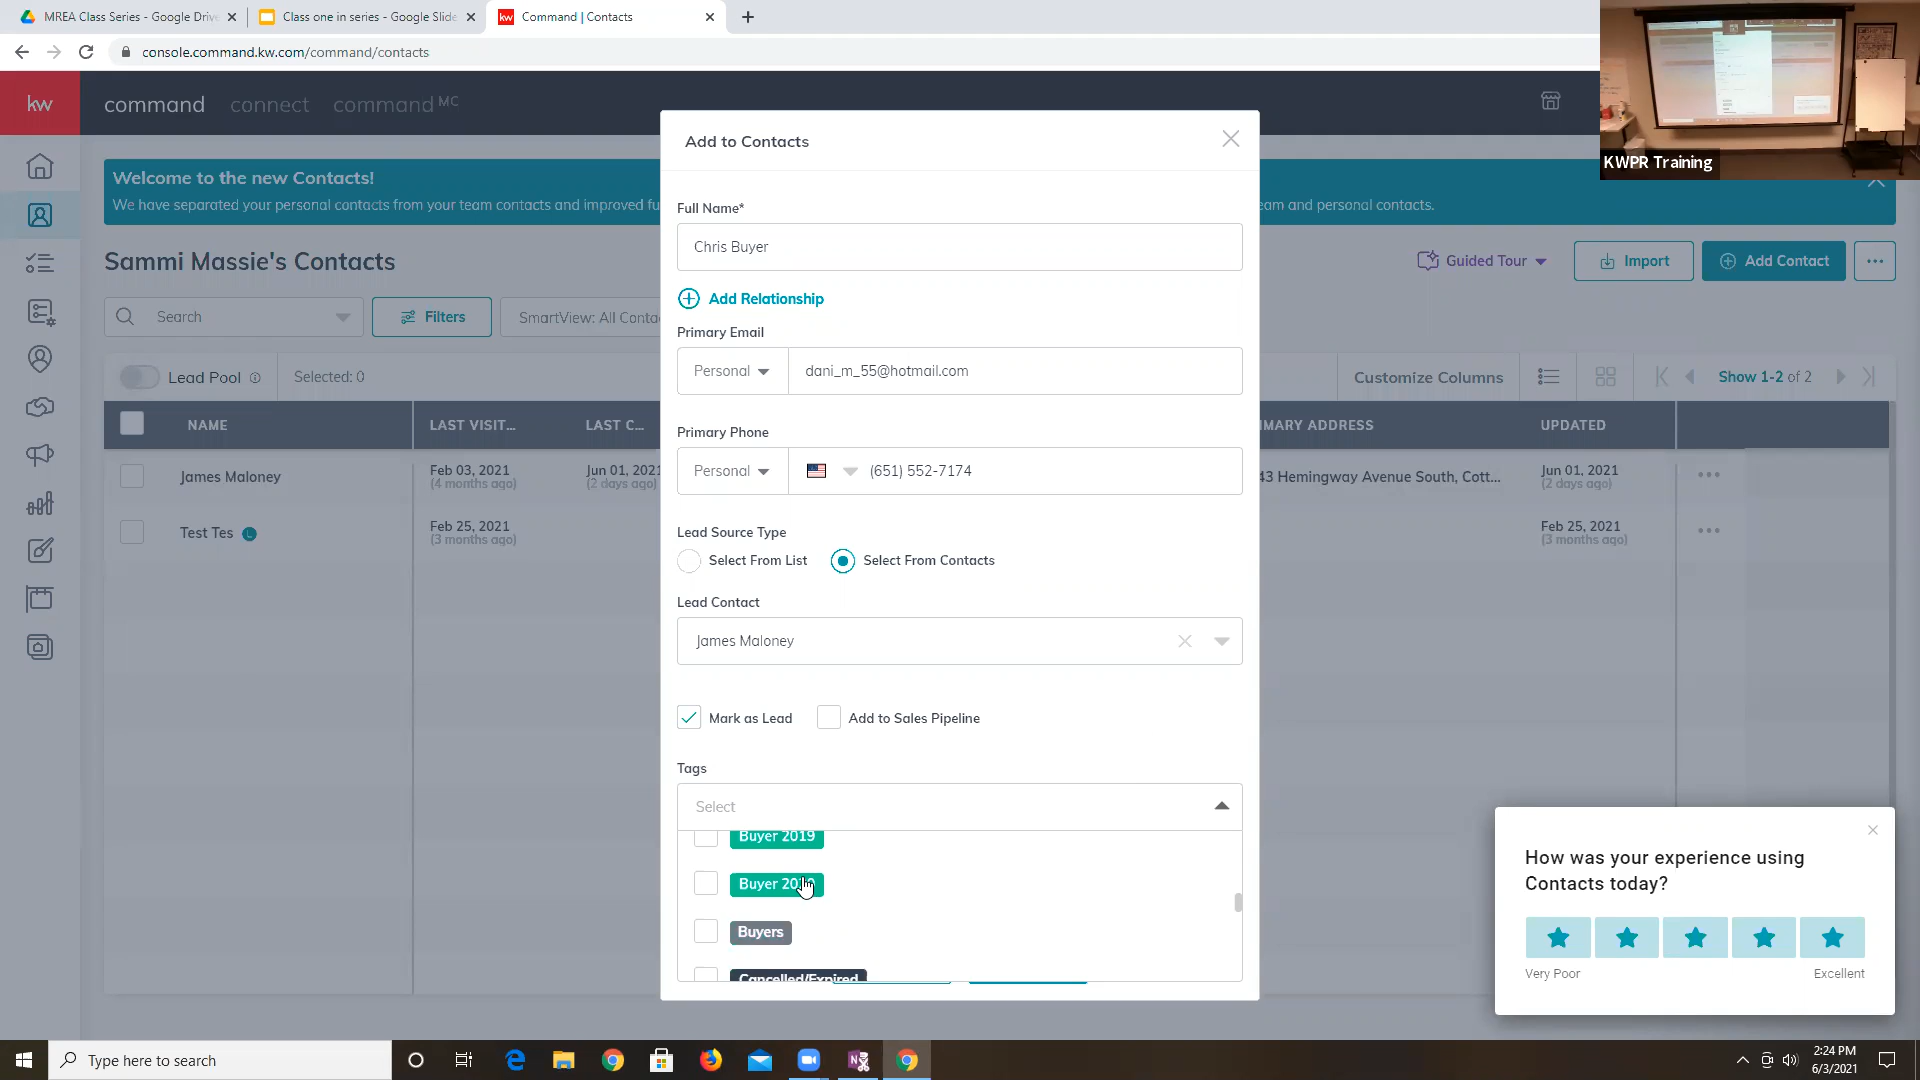 MREA Class Series - Google Drive
Class one in series - Google Slide
Command | Contacts
console.command.kw.com/command/contacts
kw
command
connect
command MC
Welcome to the new Contacts!
We have separated your personal contacts from your team contacts and improved fu
eam and personal contacts.
KWPR Training
Sammi Massie's Contacts
Guided Tour
Import
Add Contact
Search
Filters
SmartView: All Conta
Lead Pool
Selected: 0
Customize Columns
Show 1-2 of 2
NAME
LAST VISIT...
LAST C...
MARY ADDRESS
UPDATED
James Maloney
Feb 03, 2021
(4 months ago)
Jun 01, 2021
(2 days ago)
43 Hemingway Avenue South, Cott...
Jun 01, 2021
(2 days ago)
Test Tes
L
Feb 25, 2021
(3 months ago)
Feb 25, 2021
(3 months ago)
Add to Contacts
Full Name*
Chris Buyer
Add Relationship
Primary Email
Personal
dani_m_55@hotmail.com
Primary Phone
Personal
(651) 552-7174
Lead Source Type
Select From List
Select From Contacts
Lead Contact
James Maloney
Mark as Lead
Add to Sales Pipeline
Tags
Select
Buyer 2019
Buyer
Buyers
Cancelled/Expired
How was your experience using
Contacts today?
Very Poor
Excellent
Type here to search
2:24 PM
6/3/2021